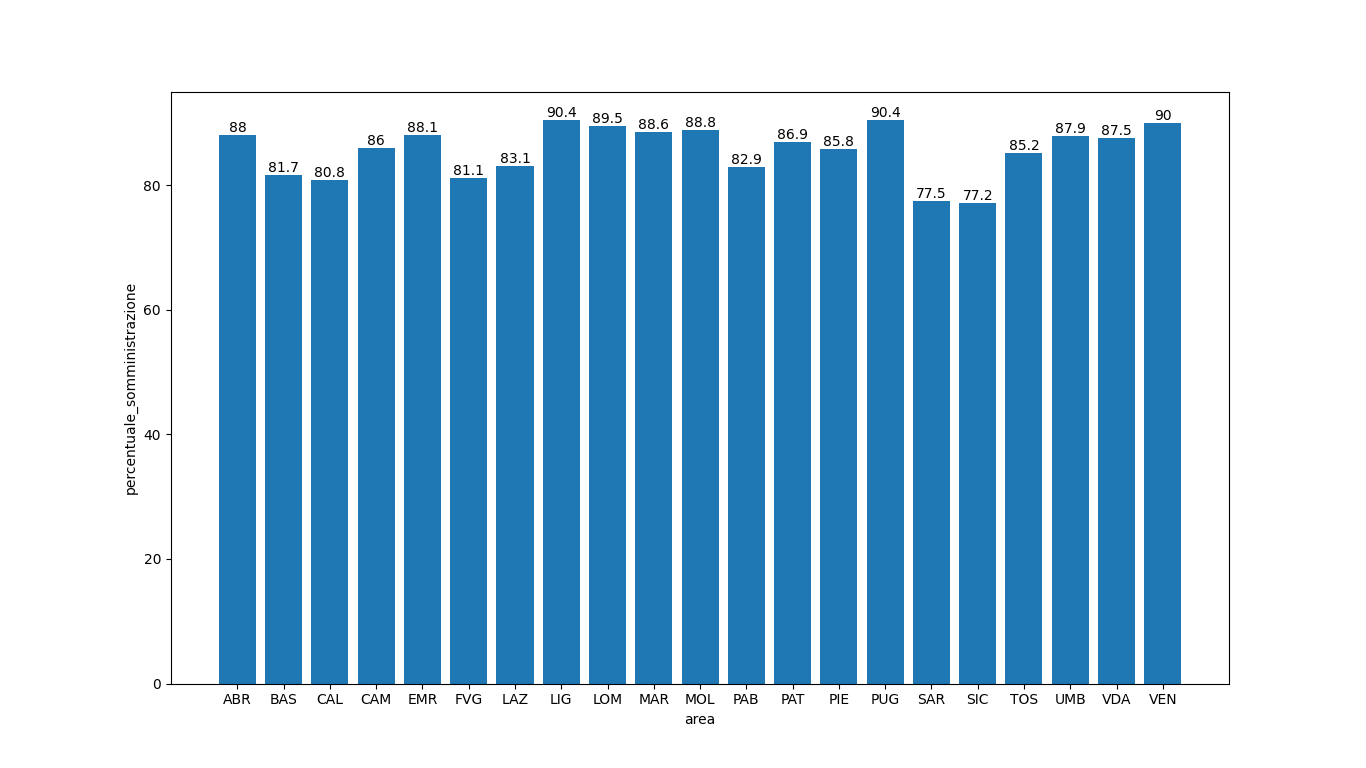 90.4 90.4
89.5 88.6 88.8 90
88 86 88.1 86.9 85.8 87.9 87.5
81.7 80.8 81.1 83.1 82.9 85.2
77.5 77.2
80
60
40
20
0
percentuale_somministrazione
ABR BAS CAL CAM EMR FVG LAZ LIG LOM MAR MOL PAB PAT PIE PUG SAR SIC TOS UMB VDA VEN
area